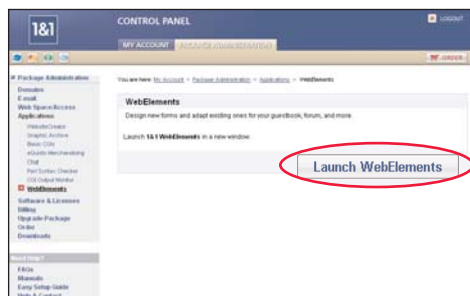 1&1
CONTROL PANEL
LOGOUT
MY ACCOUNT
PACKAGE ADMINISTRATION
ORDER
Package Administration
Domains
E-mail
Web Space/Access
Applications
WebsiteCreator
Graphic Archive
Basic CGIs
eGuide Merchandising
Chat
Perl Syntax Checker
CGI Output Monitor
WebElements
Software & Licenses
Billing
Upgrade Package
Order
Downloads
Need Help?
FAQs
Manuals
Easy Setup Guide
Help & Contact
You are here: My Account > Package Administration > Applications > WebElements
WebElements
Design new forms and adapt existing ones for your guestbook, forum, and more.
Launch 1&1 WebElements in a new window.
Launch WebElements